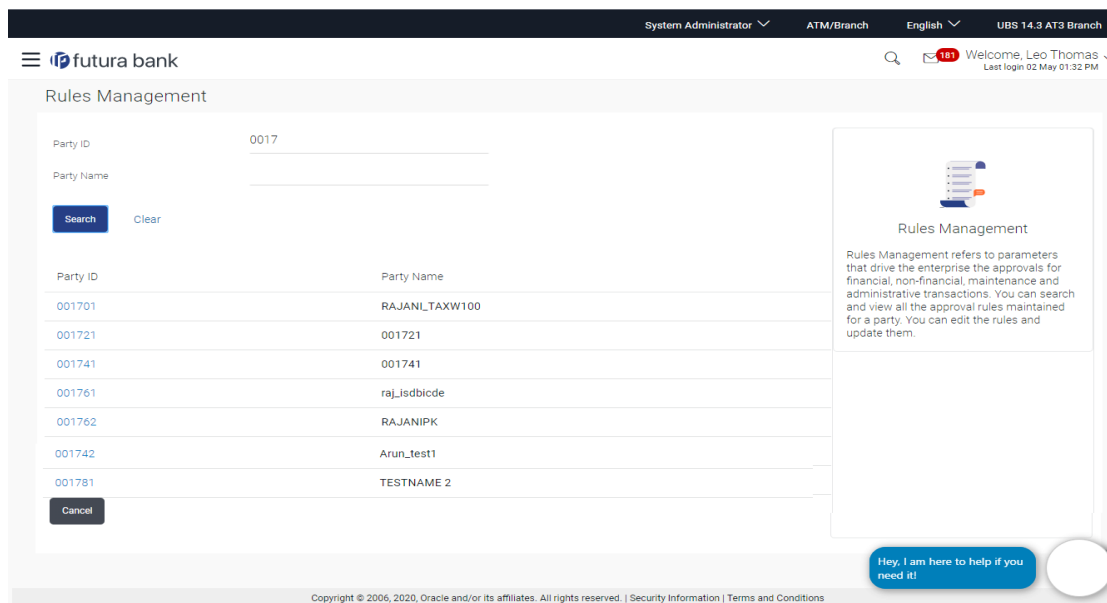 System Administrator ATM/Branch English UBS 14.3 AT3 Branch
futura bank
181 Welcome, Leo Thomas
Last login 02 May 01:32 PM
Rules Management
Party ID 0017
Party Name
Search Clear
Party ID Party Name
001701 RAJANI_TAXW100
001721 001721
001741 001741
001761 raj_isdbicde
001762 RAJANIPK
001742 Arun_test1
001781 TESTNAME 2
Cancel
Rules Management
Rules Management refers to parameters
that drive the enterprise the approvals for
financial, non-financial, maintenance and
administrative transactions. You can search
and view all the approval rules maintained
for a party. You can edit the rules and
update them.
Hey, I am here to help if you
need it!
Copyright © 2006, 2020, Oracle and/or its affiliates. All rights reserved. | Security Information | Terms and Conditions